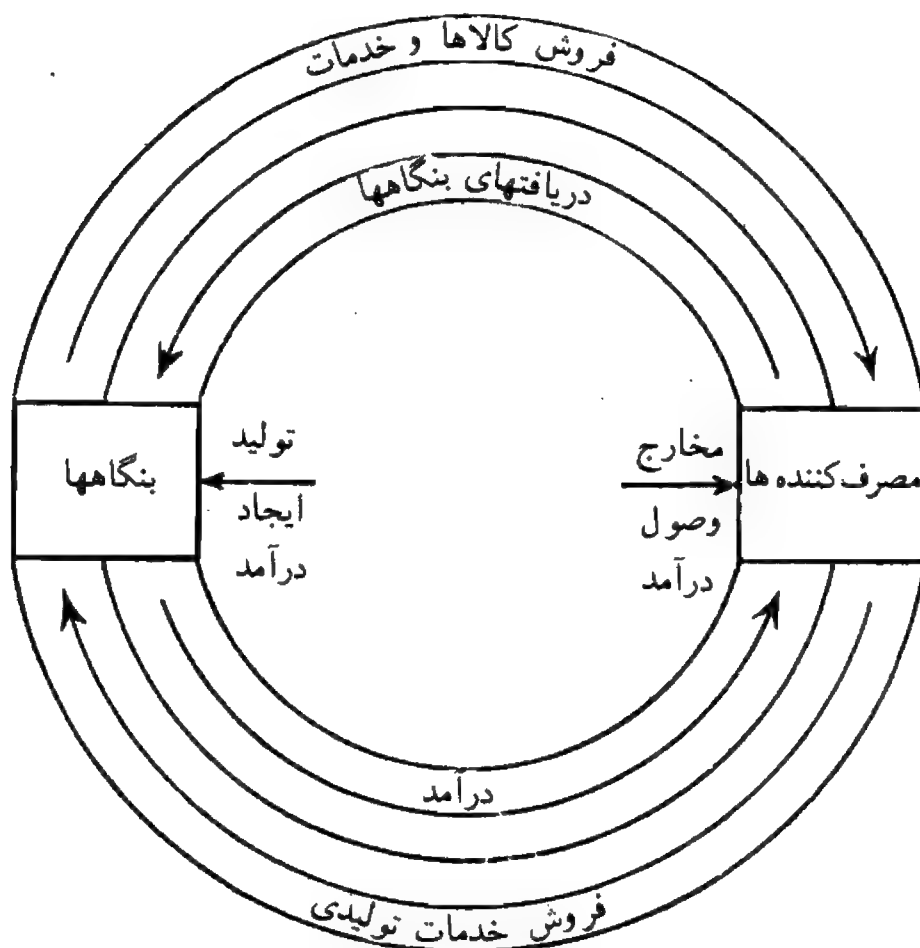 فروش کالاها و خدمات
دریافتهای بنگاهها
مصرف‌کننده‌ها
مخارج
وصول
درآمد
تولید
ایجاد
درآمد
بنگاهها
درآمد
فروش خدمات تولیدی